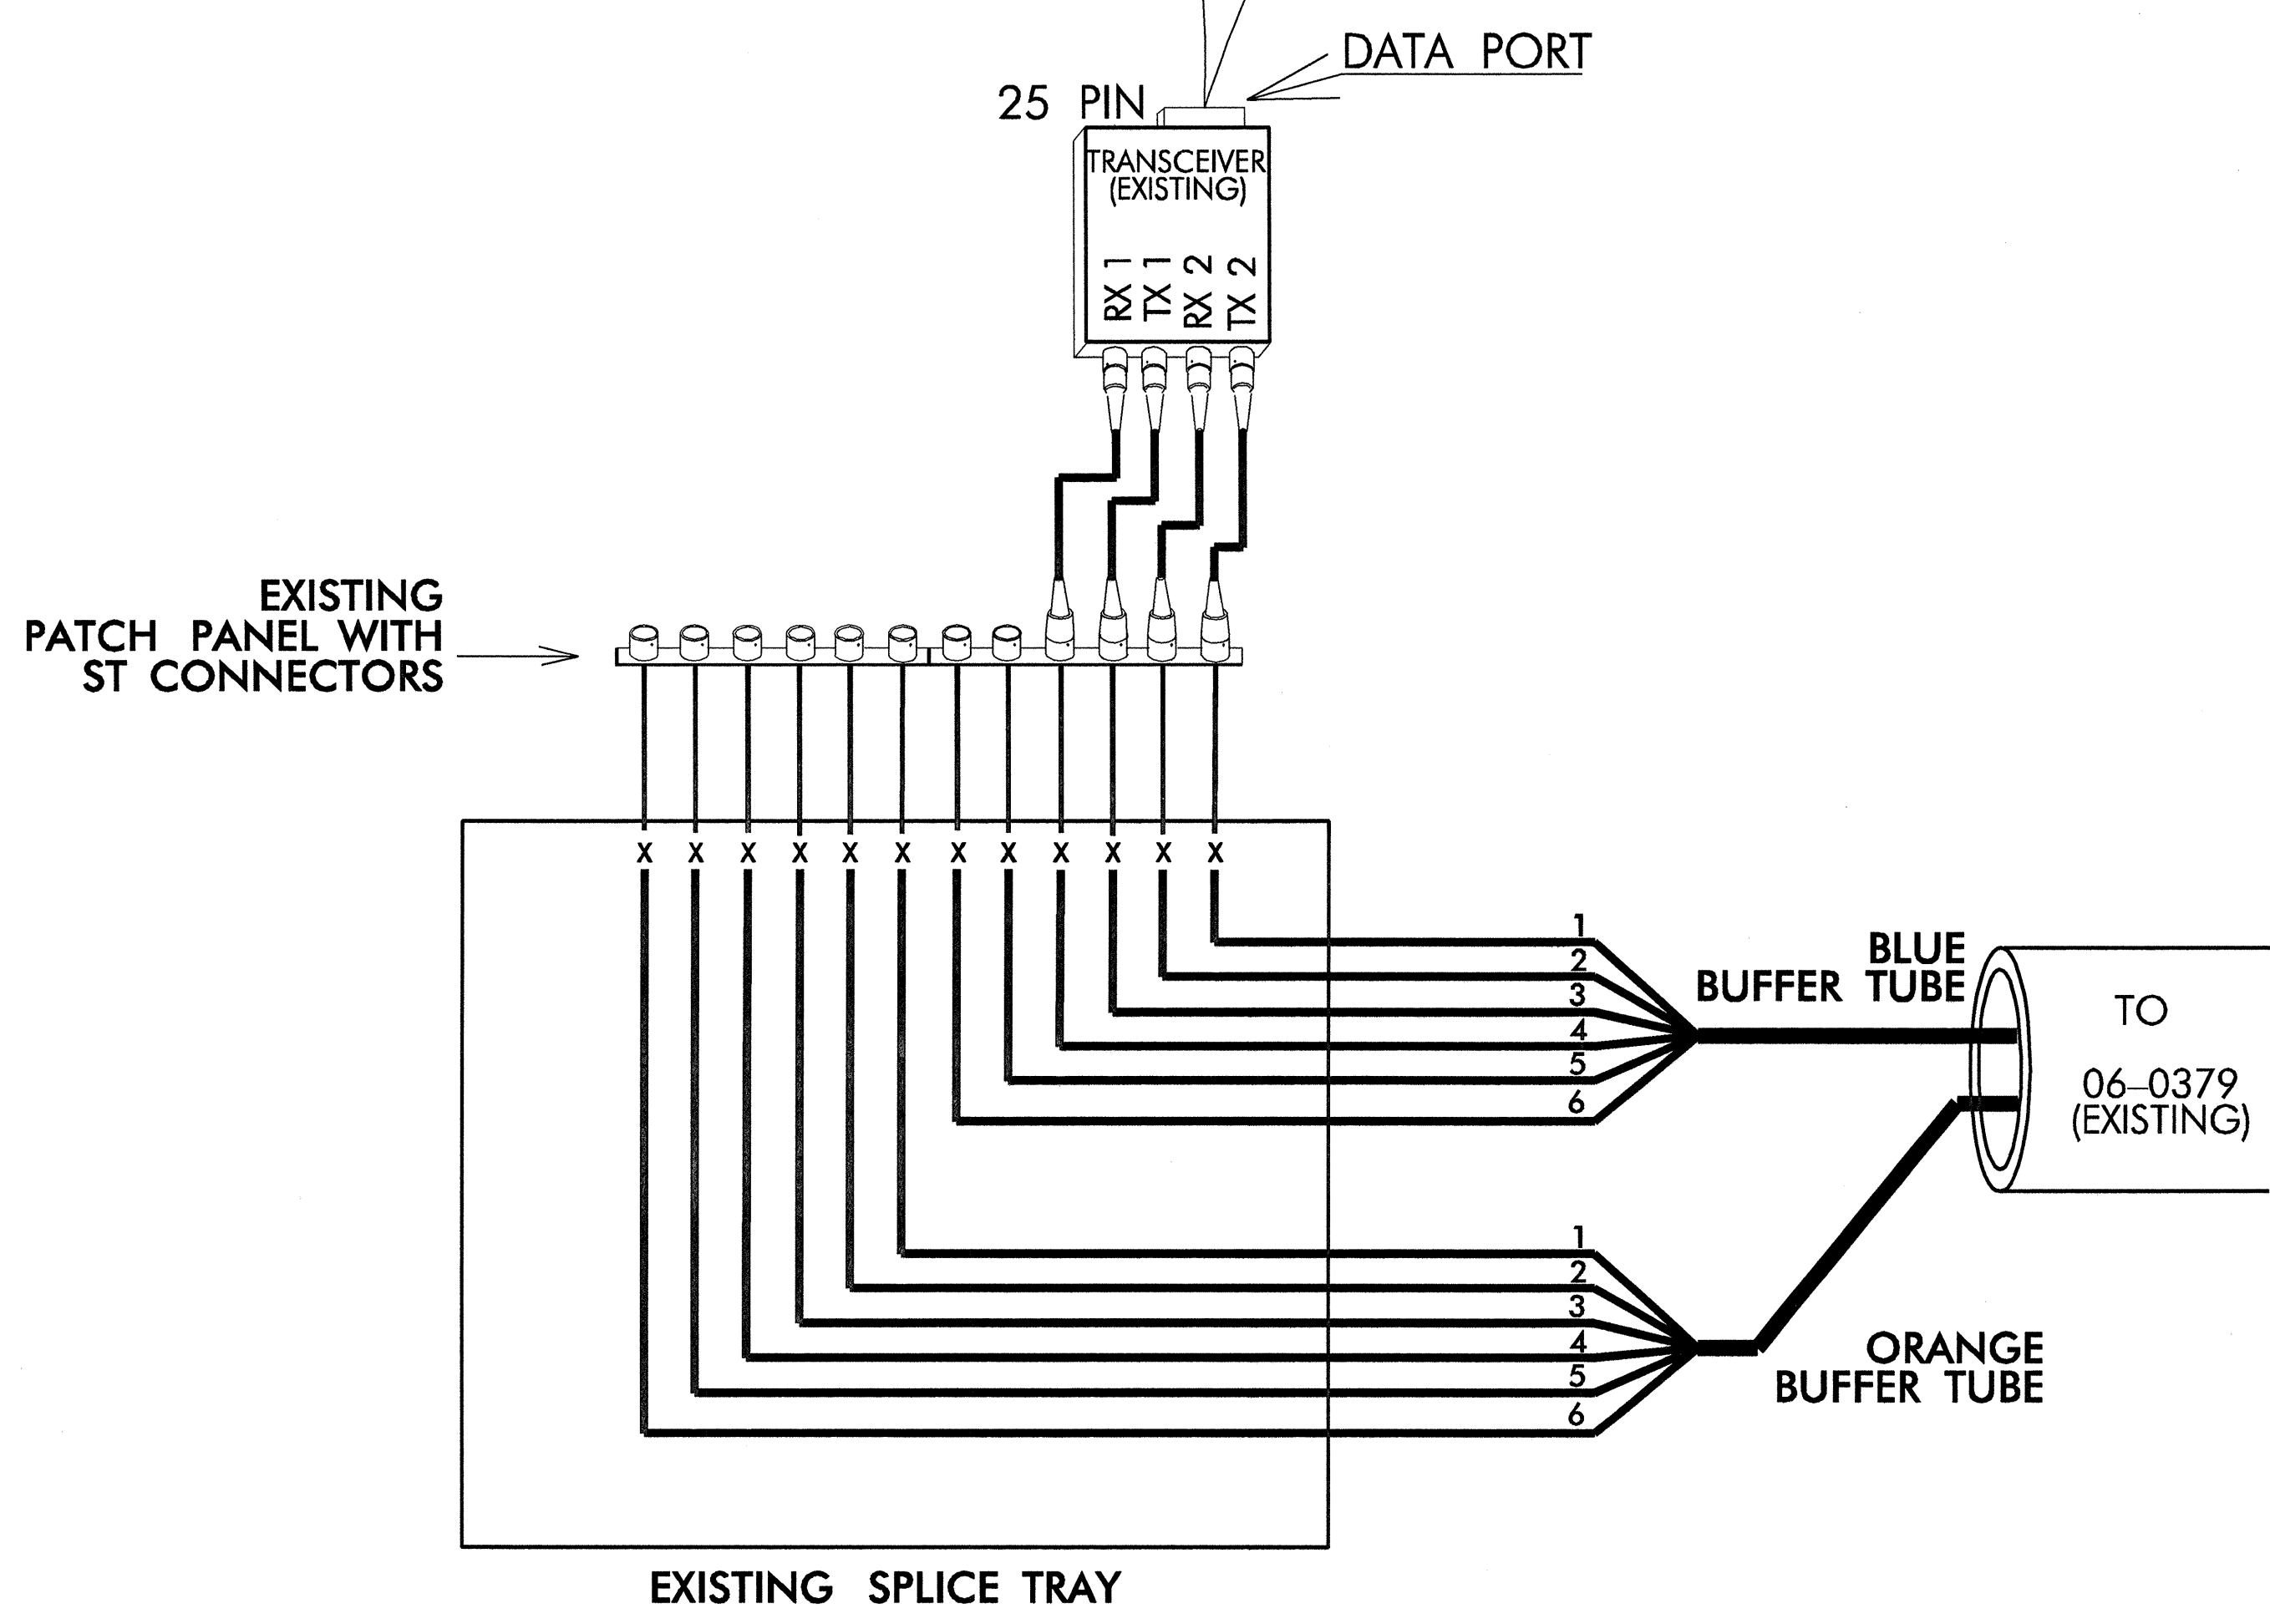 DATA PORT
25 PIN
TRANSCEIVER
(EXISTING)
RX 1
TX 1
RX 2
TX 2
EXISTING
PATCH PANEL WITH
ST CONNECTORS
X X X X X X X X X X X X
1
2
3
4
5
6
BLUE
BUFFER TUBE
TO
06-0379
(EXISTING)
1
2
3
4
5
6
ORANGE
BUFFER TUBE
EXISTING SPLICE TRAY